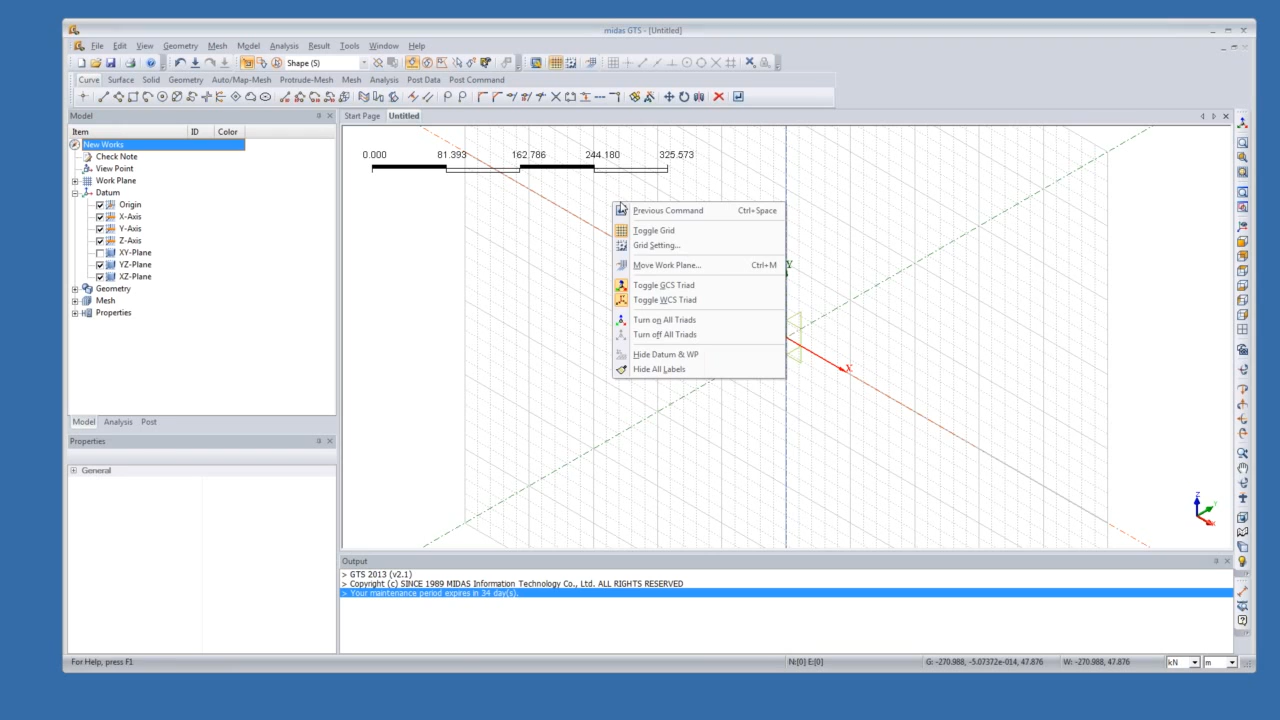 midas GTS - [Untitled]
File Edit View Geometry Mesh Model Analysis Result Tools Window Help
Shape (S)
Curve Surface Solid Geometry Auto/Map-Mesh Protrude-Mesh Mesh Analysis Post Data Post Command
Model
Start Page Untitled
Item ID Color
New Works
Check Note
View Point
Work Plane
Datum
Origin
X-Axis
Y-Axis
Z-Axis
XY-Plane
YZ-Plane
XZ-Plane
Geometry
Mesh
Properties
Model Analysis Post
Properties
General
0.000 81.393 162.786 244.180 325.573
Previous Command Ctrl+Space
Toggle Grid
Grid Setting...
Move Work Plane... Ctrl+M
Toggle GCS Triad
Toggle WCS Triad
Turn on All Triads
Turn off All Triads
Hide Datum & WP
Hide All Labels
Y
X
Z
Output
> GTS 2013 (v2.1)
> Copyright (c) SINCE 1989 MIDAS Information Technology Co., Ltd. ALL RIGHTS RESERVED
> Your maintenance period expires in 34 day(s).
For Help, press F1
N:[0] E:[0]
G: -270.988, -5.07372e-014, 47.876
W: -270.988, 47.876
kN
m